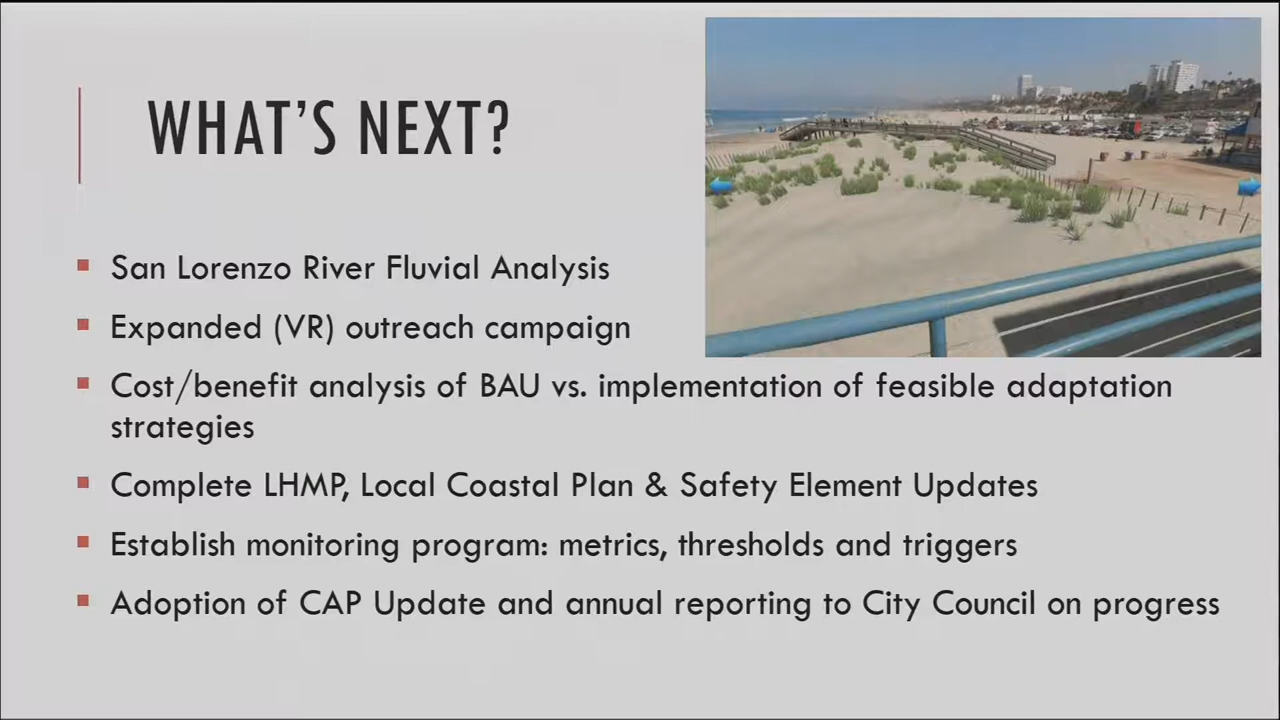 WHAT'S NEXT?
San Lorenzo River Fluvial Analysis
Expanded (VR) outreach campaign
Cost/benefit analysis of BAU vs. implementation of feasible adaptation
strategies
Complete LHMP, Local Coastal Plan & Safety Element Updates
Establish monitoring program: metrics, thresholds and triggers
Adoption of CAP Update and annual reporting to City Council on progress